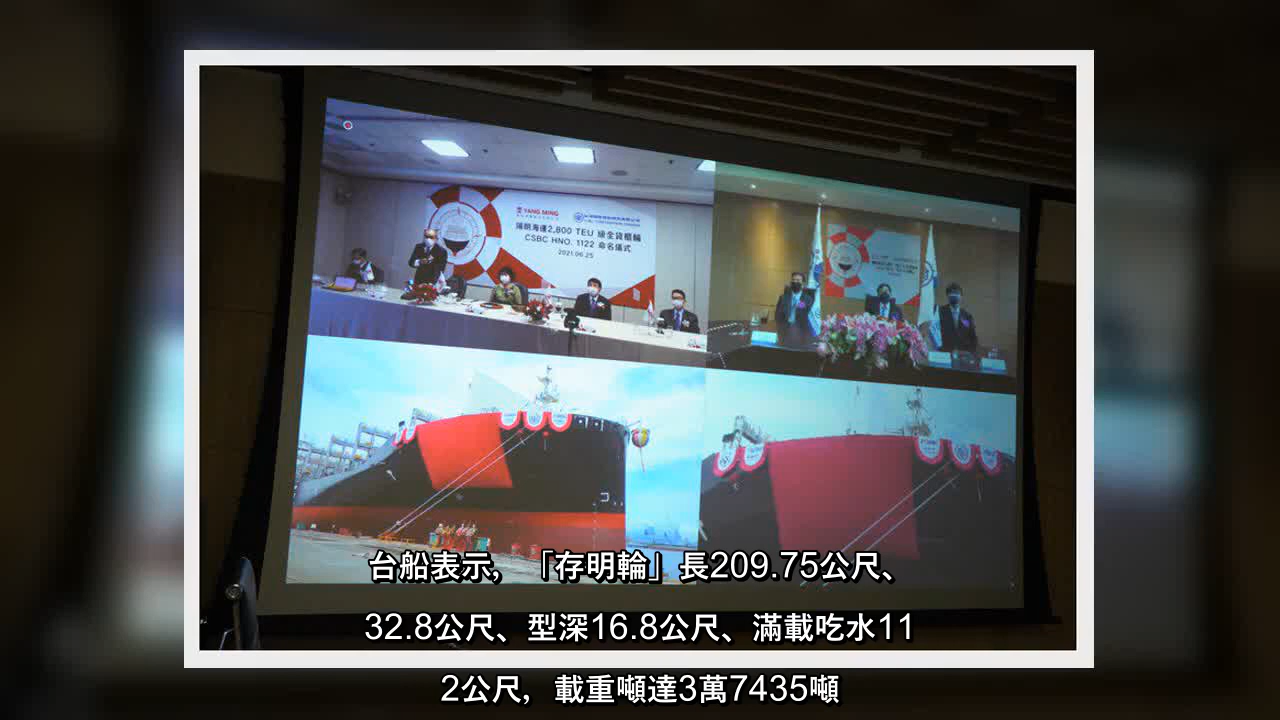 YANG MING
陽明海運2,800 TEU 級全貨櫃輪
CSBC HNO. 1122 命名儀式
2021.06.25
台船表示,「存明輪」長209.75公尺、
32.8公尺、型深16.8公尺、滿載吃水11
2公尺,載重噸達3萬7435噸